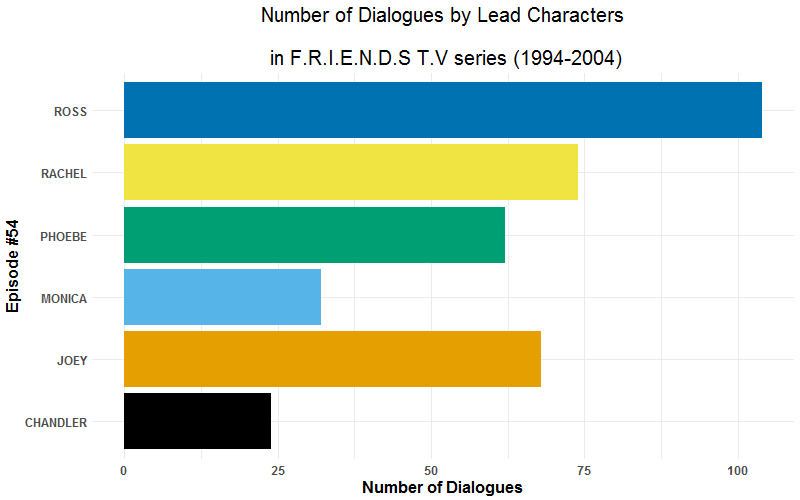 Number of Dialogues by Lead Characters
in F.R.I.E.N.D.S T.V series (1994-2004)
Episode #54
ROSS
RACHEL
PHOEBE
MONICA
JOEY
CHANDLER
0 25 50 75 100
Number of Dialogues